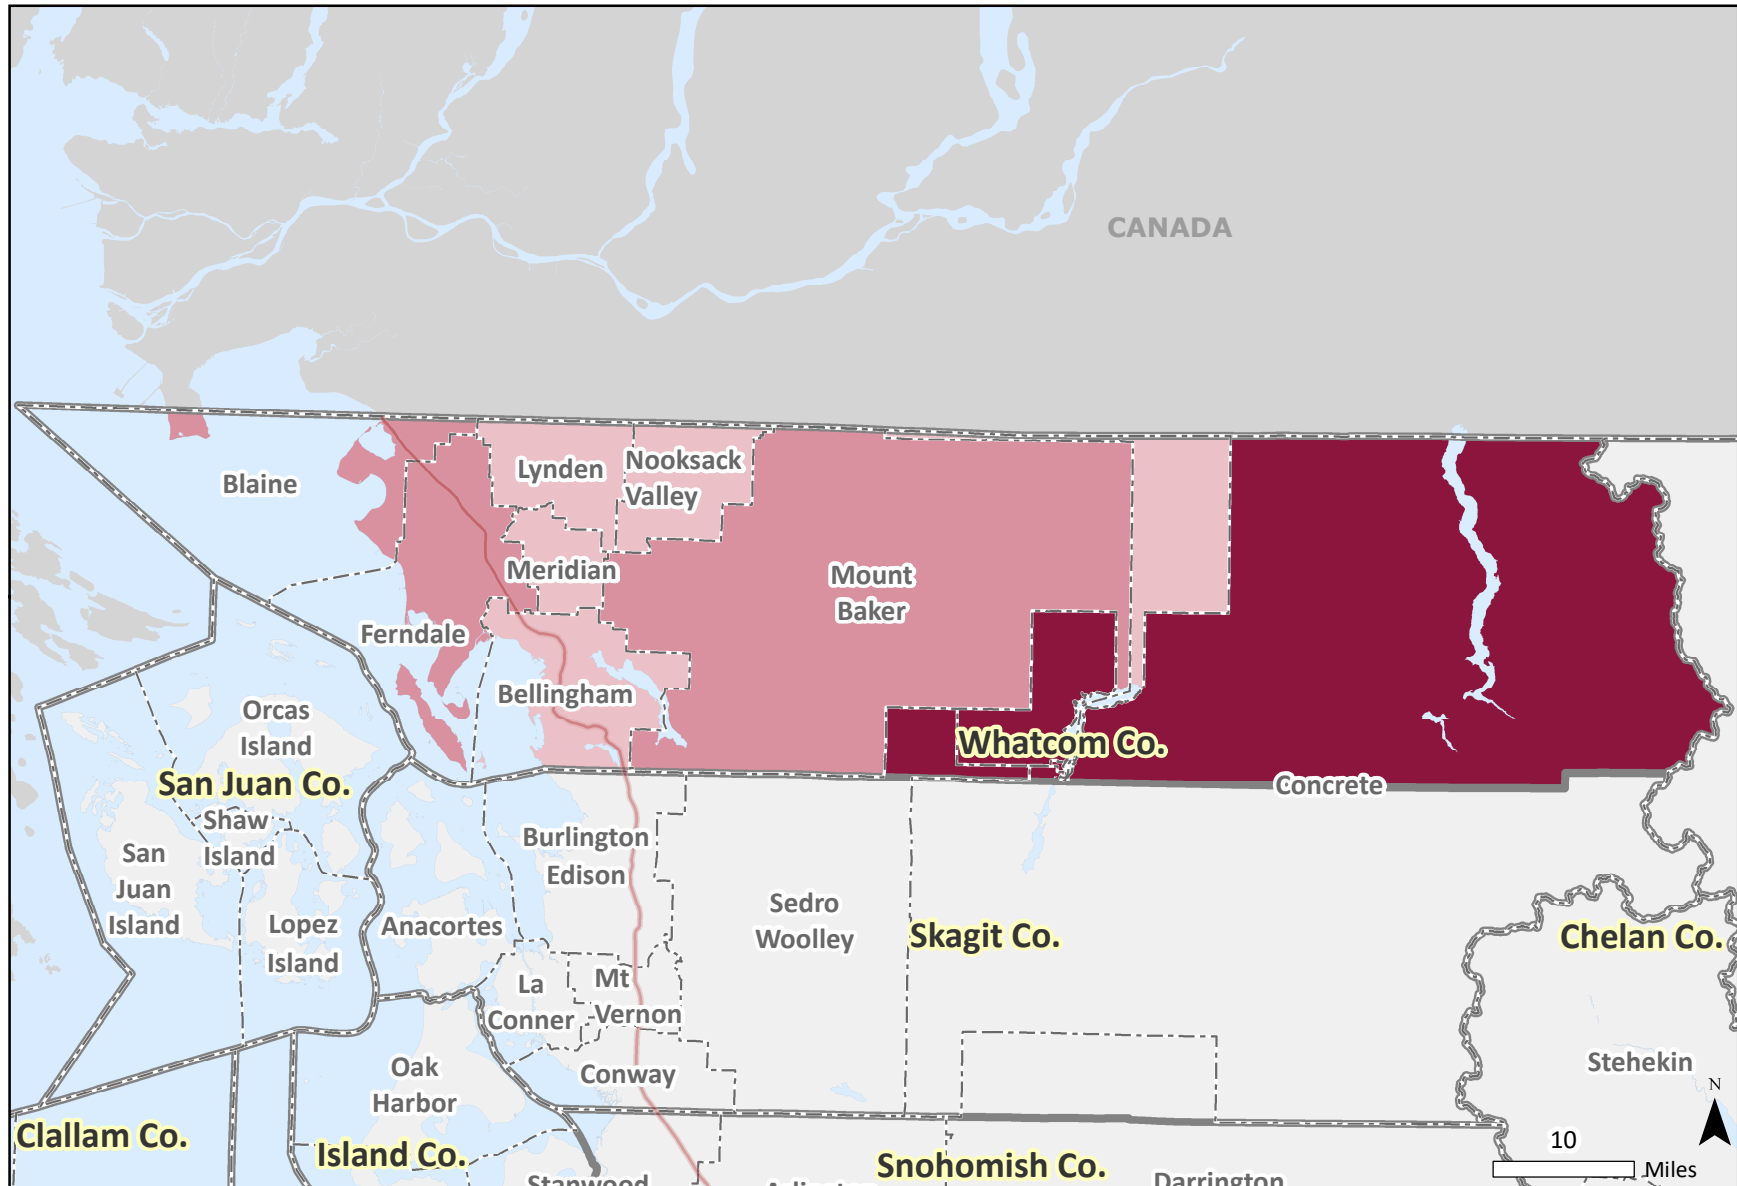 CANADA
Blaine
Lynden
Nooksack
Valley
Meridian
Mount
Baker
Ferndale
Bellingham
Orcas
Island
Whatcom Co.
San Juan Co.
Concrete
Shaw
Island
San
Juan
Island
Burlington
Edison
Lopez
Island
Anacortes
Sedro
Woolley
Skagit Co.
Chelan Co.
La
Conner
Mt
Vernon
Oak
Harbor
Conway
Stehekin
N
Clallam Co.
Island Co.
Snohomish Co.
10
Miles
Stanwood
Arlington
Darrington